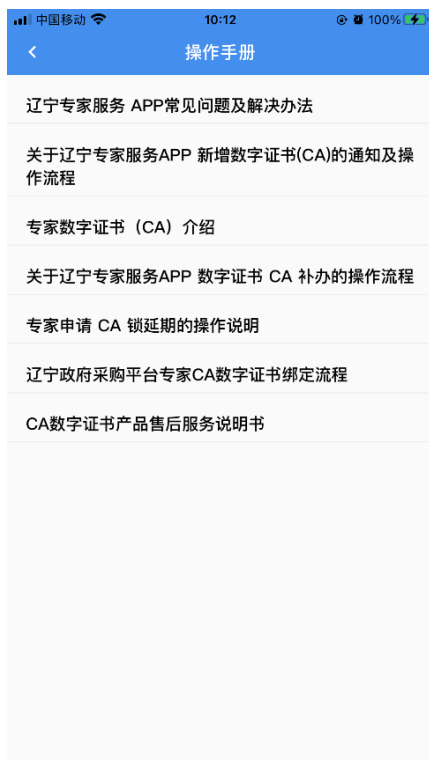 中国移动 10:12 100%
操作手册
辽宁专家服务 APP常见问题及解决办法
关于辽宁专家服务APP 新增数字证书(CA)的通知及操
作流程
专家数字证书（CA）介绍
关于辽宁专家服务APP 数字证书 CA 补办的操作流程
专家申请 CA 锁延期的操作说明
辽宁政府采购平台专家CA数字证书绑定流程
CA数字证书产品售后服务说明书